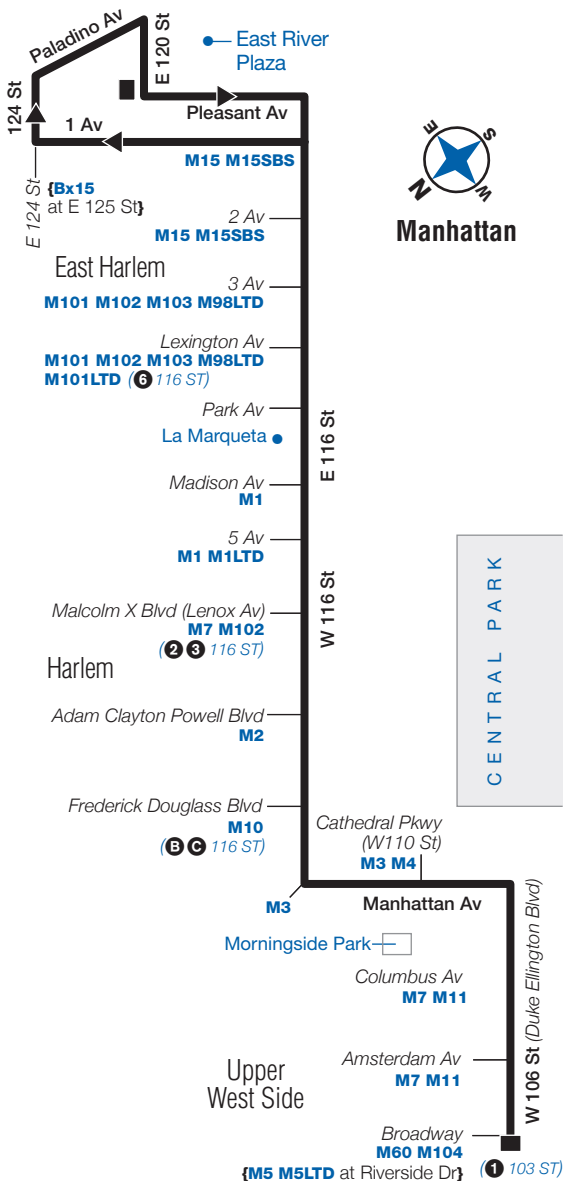 Paladino Av
E 120 St
East River
Plaza
124 St
Pleasant Av
1 Av
M15 M15SBS
E 124 St
{Bx15
at E 125 St}
E
S
N
W
Manhattan
2 Av
M15 M15SBS
East Harlem
3 Av
M101 M102 M103 M98LTD
Lexington Av
M101 M102 M103 M98LTD
M101LTD (6 116 ST)
Park Av
La Marqueta
E 116 St
Madison Av
M1
5 Av
M1 M1LTD
CENTRAL PARK
W 116 St
Malcolm X Blvd (Lenox Av)
M7 M102
(2 3 116 ST)
Harlem
Adam Clayton Powell Blvd
M2
Frederick Douglass Blvd
M10
(B C 116 ST)
Cathedral Pkwy
(W110 St)
M3 M4
M3
Manhattan Av
Morningside Park
Columbus Av
M7 M11
W 106 St (Duke Ellington Blvd)
Amsterdam Av
M7 M11
Upper
West Side
Broadway
M60 M104
{M5 M5LTD at Riverside Dr}
(1 103 ST)